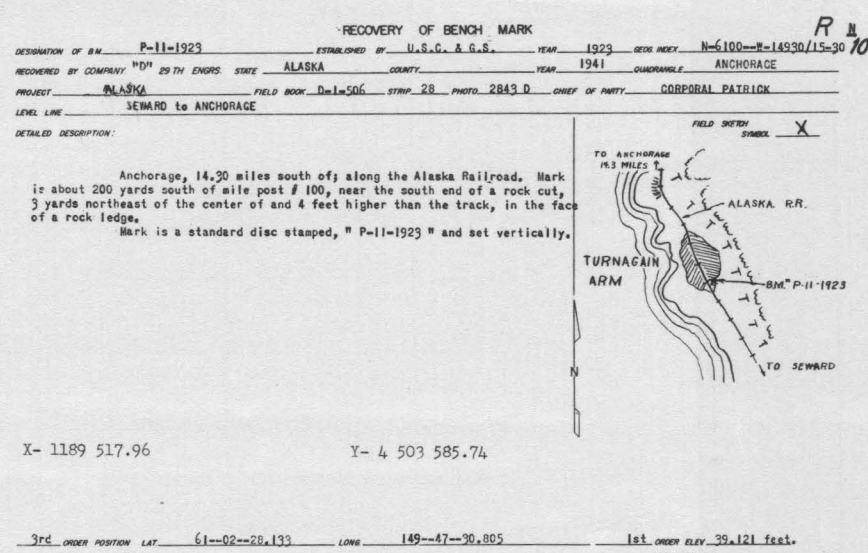 RECOVERY OF BENCH MARK
R N 10
DESIGNATION OF B.M. P-11-1923 ESTABLISHED BY U.S.C. & G.S. YEAR 1923 GEOG. INDEX N-6100--W-14930/15-30
RECOVERED BY COMPANY "D" 29 TH ENGRS. STATE ALASKA COUNTY YEAR 1941 QUADRANGLE ANCHORAGE
PROJECT ALASKA FIELD BOOK D-1-506 STRIP 28 PHOTO 2843 D CHIEF OF PARTY CORPORAL PATRICK
LEVEL LINE SEWARD to ANCHORAGE
DETAILED DESCRIPTION:
FIELD SKETCH
SYMBOL X
Anchorage, 14.30 miles south of; along the Alaska Railroad. Mark
is about 200 yards south of mile post # 100, near the south end of a rock cut,
3 yards northeast of the center of and 4 feet higher than the track, in the face
of a rock ledge.
Mark is a standard disc stamped, " P-11-1923 " and set vertically.
TO ANCHORAGE
14.3 MILES
ALASKA R.R.
TURNAGAIN
ARM
B.M." P-11-1923
TO SEWARD
N
X- 1189 517.96 Y- 4 503 585.74
3rd ORDER POSITION LAT 61--02--28.133 LONG 149--47--30.805 1st ORDER ELEV 39.121 feet.